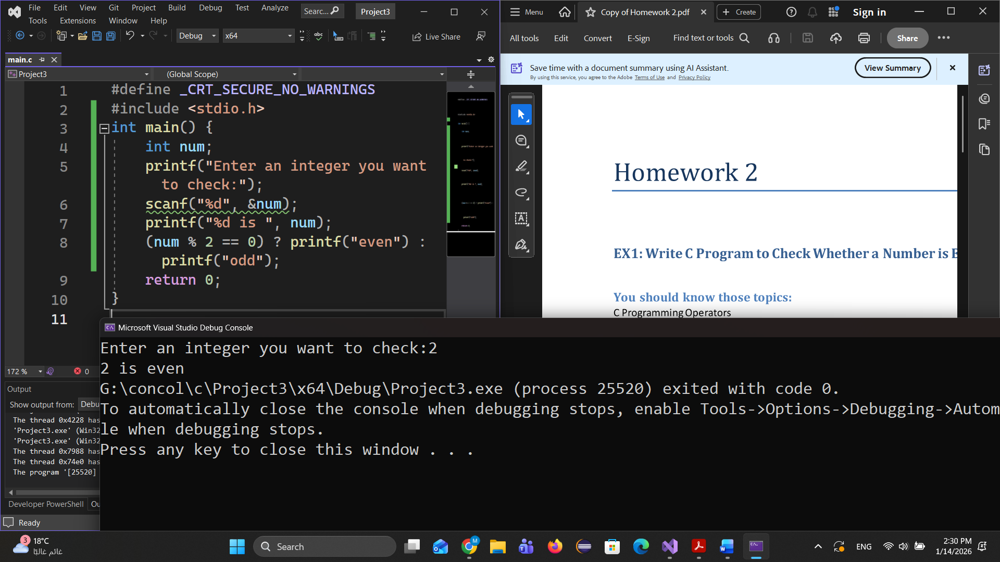 File Edit View Git Project Build Debug Test Analyze
Tools Extensions Window Help
Searc...
Project3
Debug
x64
abc
Live Share
main.c
Project3
(Global Scope)
1 #define _CRT_SECURE_NO_WARNINGS
2 #include <stdio.h>
3 int main() {
4 int num;
5 printf("Enter an integer you want
to check:");
6 scanf("%d", &num);
7 printf("%d is ", num);
8 (num % 2 == 0) ? printf("even") :
printf("odd");
9 return 0;
10 }
11
172 %
0
Output
Show output from: Debu
The thread 0x4228 has
'Project3.exe' (Win32
'Project3.exe' (Win32
The thread 0x7988 has
The thread 0x74e0 has
The program '[25520]
Developer PowerShell
Ou
Ready
Menu
Copy of Homework 2.pdf
Create
Sign in
All tools Edit Convert E-Sign
Find text or tools
Share
Save time with a document summary using AI Assistant.
By using this service, you agree to the Adobe Terms of Use and Privacy Policy
View Summary
Homework 2
EX1: Write C Program to Check Whether a Number is E
You should know those topics:
C Programming Operators
Microsoft Visual Studio Debug Console
Enter an integer you want to check:2
2 is even
G:\concol\c\Project3\x64\Debug\Project3.exe (process 25520) exited with code 0.
To automatically close the console when debugging stops, enable Tools->Options->Debugging->Autom
le when debugging stops.
Press any key to close this window . . .
3
18°C
غائم غالبًا
Search
M
ENG
2:30 PM
1/14/2026